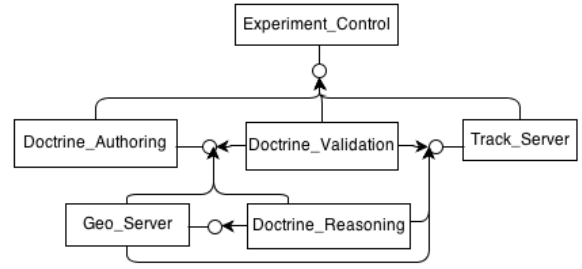 Experiment_Control
Doctrine_Authoring
Doctrine_Validation
Track_Server
Geo_Server
Doctrine_Reasoning